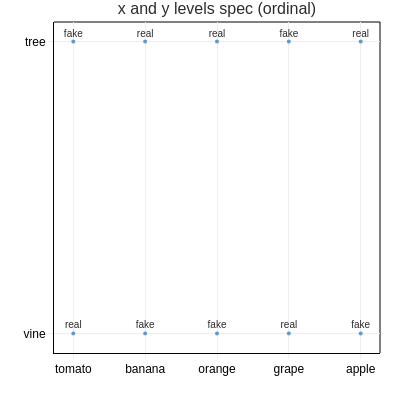 x and y levels spec (ordinal)
fake real real fake real
tree
real fake fake real fake
vine
tomato banana orange grape apple